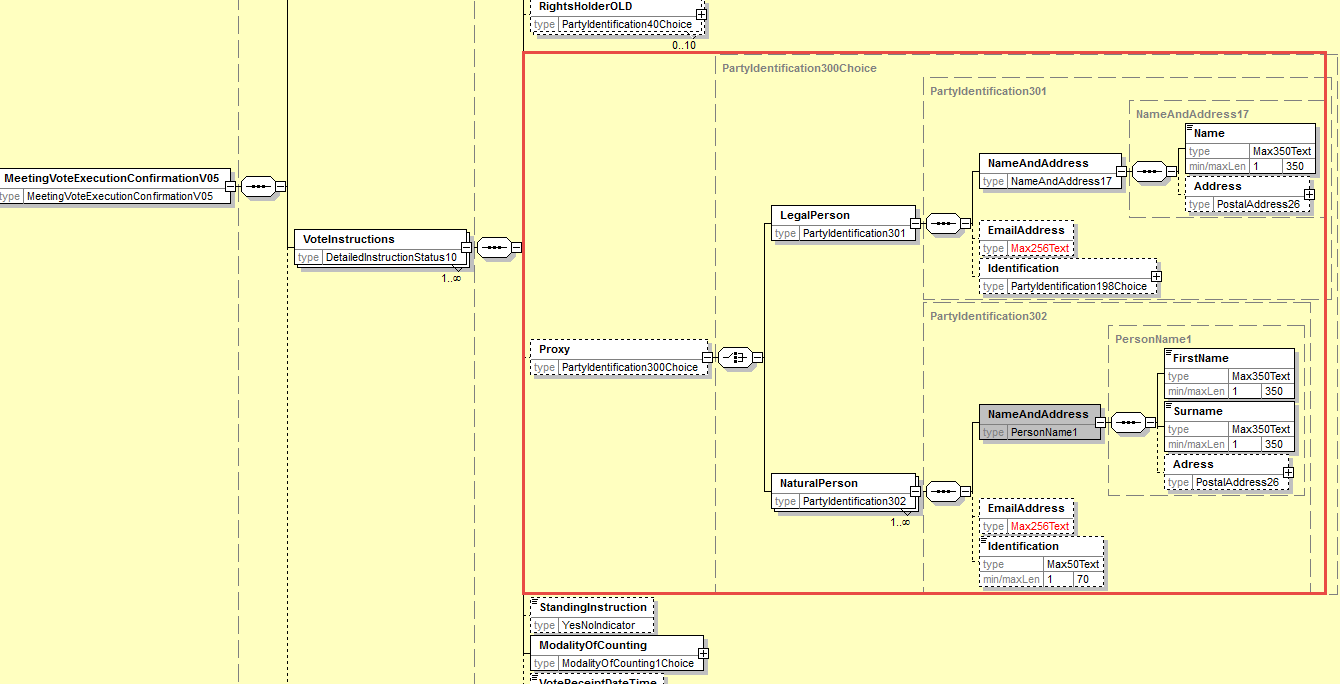 RightsHolderOLD
type PartyIdentification40Choice
0..10
PartyIdentification300Choice
PartyIdentification301
NameAndAddress17
Name
type Max350Text
min/maxLen 1 350
NameAndAddress
type NameAndAddress17
Address
type PostalAddress26
MeetingVoteExecutionConfirmationV05
type MeetingVoteExecutionConfirmationV05
LegalPerson
type PartyIdentification301
EmailAddress
type Max256Text
VoteInstructions
type DetailedInstructionStatus10
1..∞
Identification
type PartyIdentification198Choice
PartyIdentification302
PersonName1
Proxy
type PartyIdentification300Choice
FirstName
type Max350Text
min/maxLen 1 350
NameAndAddress
type PersonName1
Surname
type Max350Text
min/maxLen 1 350
Adress
type PostalAddress26
NaturalPerson
type PartyIdentification302
1..∞
EmailAddress
type Max256Text
Identification
type Max50Text
min/maxLen 1 70
StandingInstruction
type YesNoIndicator
ModalityOfCounting
type ModalityOfCounting1Choice
VoteReceiptDateTime